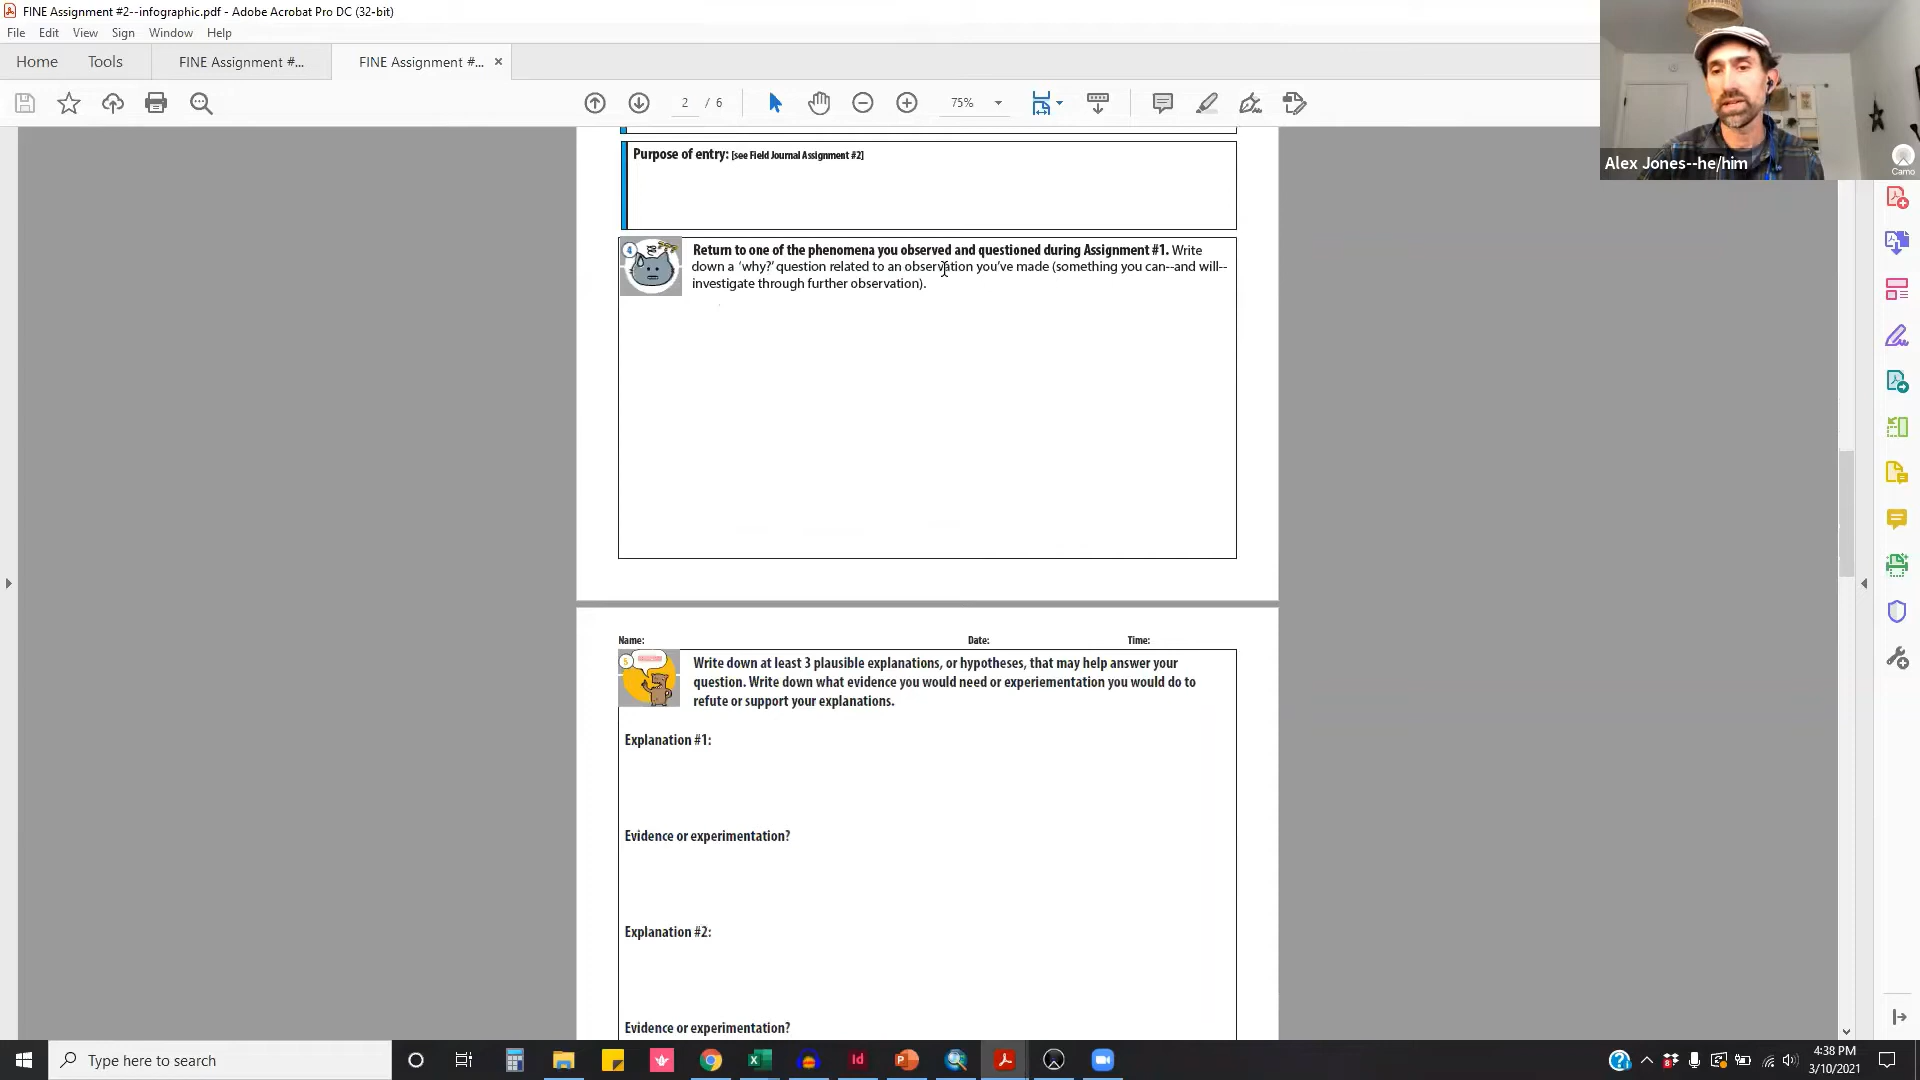 FINE Assignment #2--infographic.pdf - Adobe Acrobat Pro DC (32-bit)
File Edit View Sign Window Help
Home Tools FINE Assignment #... FINE Assignment #... ×
2 / 6 75%
Alex Jones--he/him
Camo
Purpose of entry: [see Field Journal Assignment #2]
4
Return to one of the phenomena you observed and questioned during Assignment #1. Write
down a ‘why?’ question related to an observation you’ve made (something you can--and will--
investigate through further observation).
Name: Date: Time:
5
Write down at least 3 plausible explanations, or hypotheses, that may help answer your
question. Write down what evidence you would need or experiementation you would do to
refute or support your explanations.
Explanation #1:
Evidence or experimentation?
Explanation #2:
Evidence or experimentation?
Type here to search
Id
4:38 PM
3/10/2021